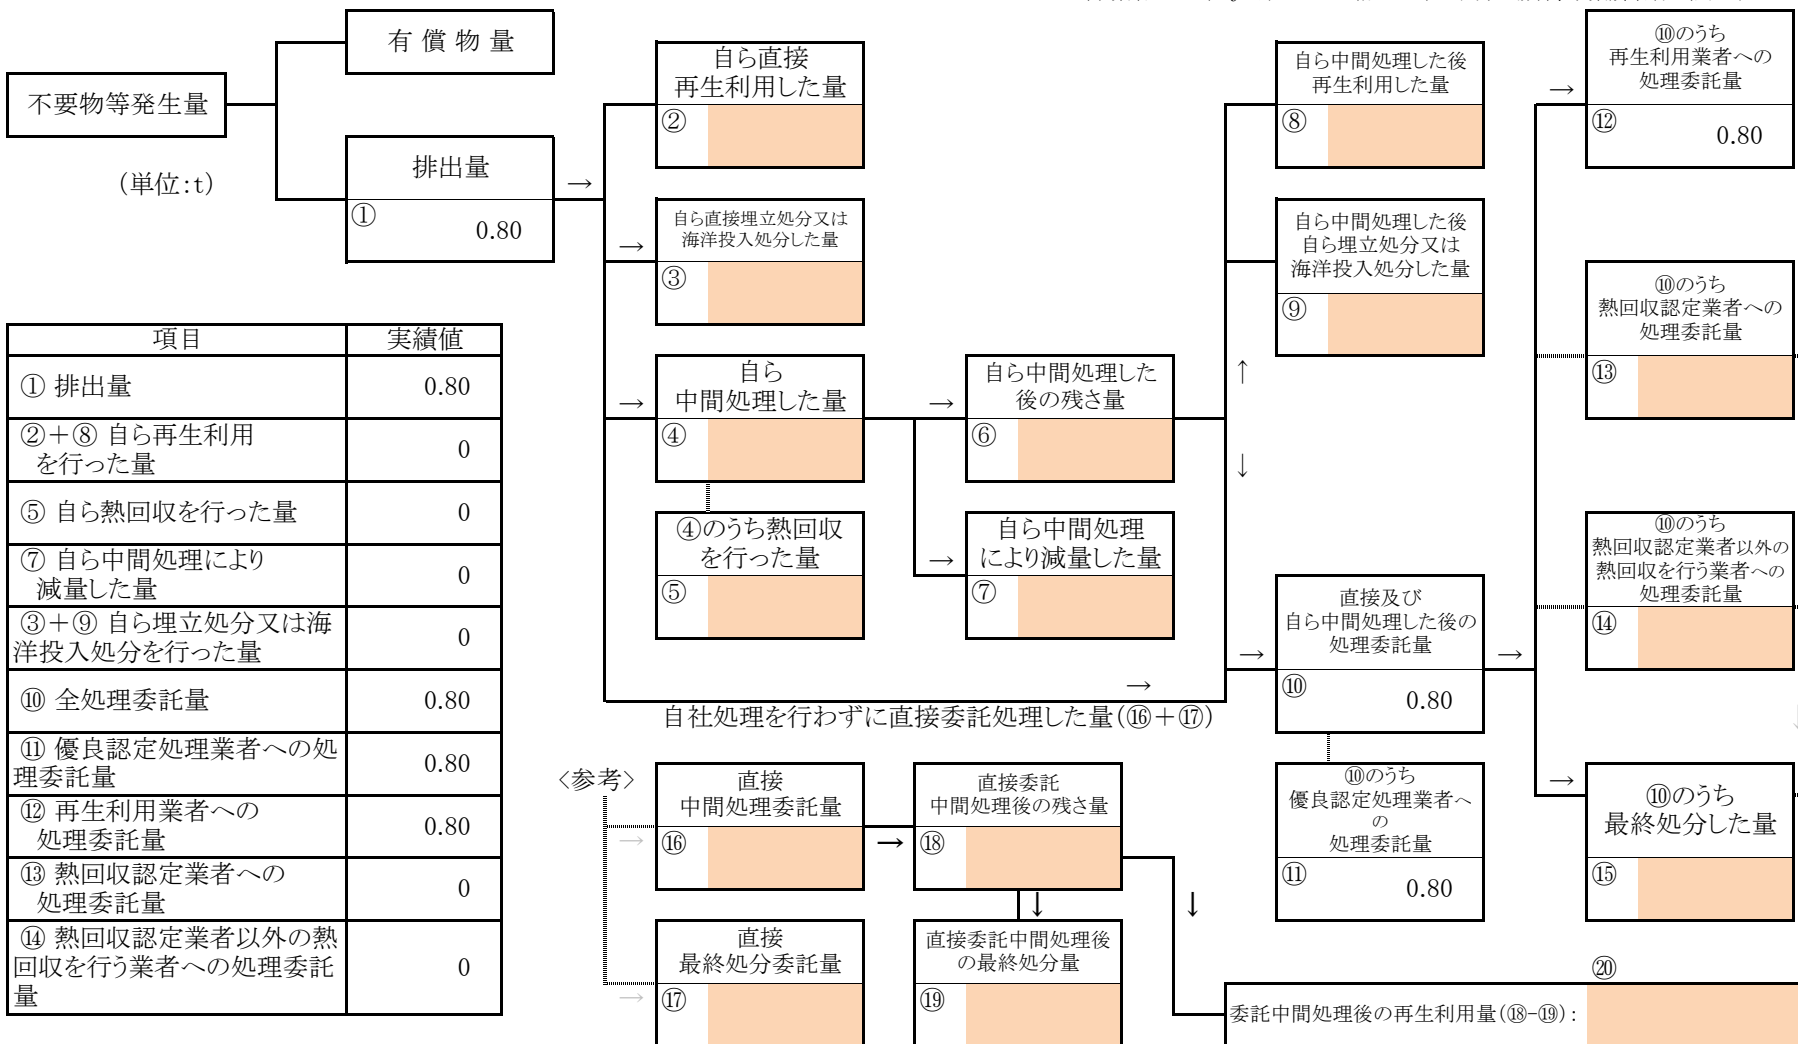 有 償 物 量
不要物等発生量
(単位:t)
排出量
→
① 0.80
自ら直接
再生利用した量
②
自ら直接埋立処分又は
海洋投入処分した量
→
③
自ら
中間処理した量
→
④
④のうち熱回収
を行った量
⑤
自ら中間処理した
後の残さ量
→
⑥
自ら中間処理
により減量した量
→
⑦
自ら中間処理した後
再生利用した量
⑧
自ら中間処理した後
自ら埋立処分又は
海洋投入処分した量
⑨
↑
↓
直接及び
自ら中間処理した後の
処理委託量
→
⑩ 0.80
→
⑩のうち
優良認定処理業者へ
の
処理委託量
⑪ 0.80
⑩のうち
再生利用業者への
処理委託量
→
⑫ 0.80
⑩のうち
熱回収認定業者への
処理委託量
⑬
⑩のうち
熱回収認定業者以外の
熱回収を行う業者への
処理委託量
⑭
⑩のうち
最終処分した量
→
⑮
→
自社処理を行わずに直接委託処理した量(⑯+⑰)
項目 実績値
① 排出量 0.80
②+⑧ 自ら再生利用
を行った量 0
⑤ 自ら熱回収を行った量 0
⑦ 自ら中間処理により
減量した量 0
③+⑨ 自ら埋立処分又は海
洋投入処分を行った量 0
⑩ 全処理委託量 0.80
⑪ 優良認定処理業者への処
理委託量 0.80
⑫ 再生利用業者への
処理委託量 0.80
⑬ 熱回収認定業者への
処理委託量 0
⑭ 熱回収認定業者以外の熱
回収を行う業者への処理委託
量 0
<参考>
直接
中間処理委託量
→
⑯
直接委託
中間処理後の残さ量
→
⑱
↓
↓
直接
最終処分委託量
→
⑰
直接委託中間処理後
の最終処分量
⑲
⑳
委託中間処理後の再生利用量(⑱-⑲):